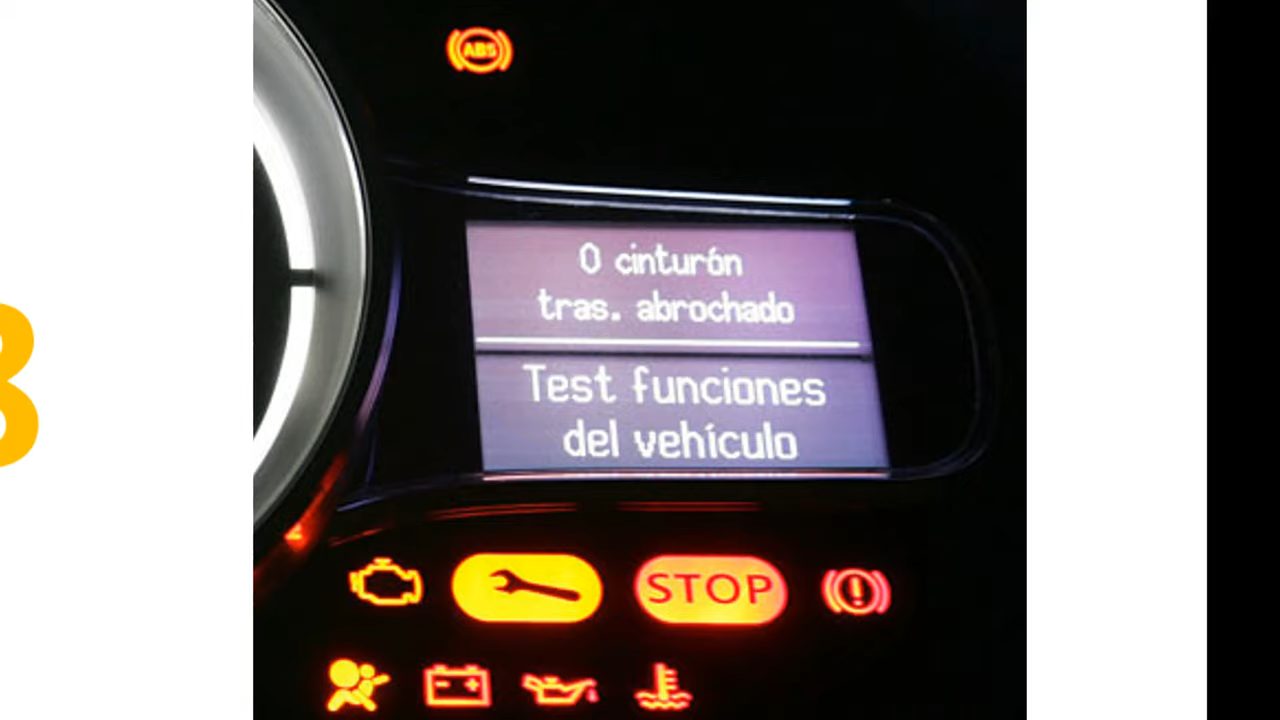 ABS
0 cinturón
tras. abrochado
Test funciones
del vehículo
STOP